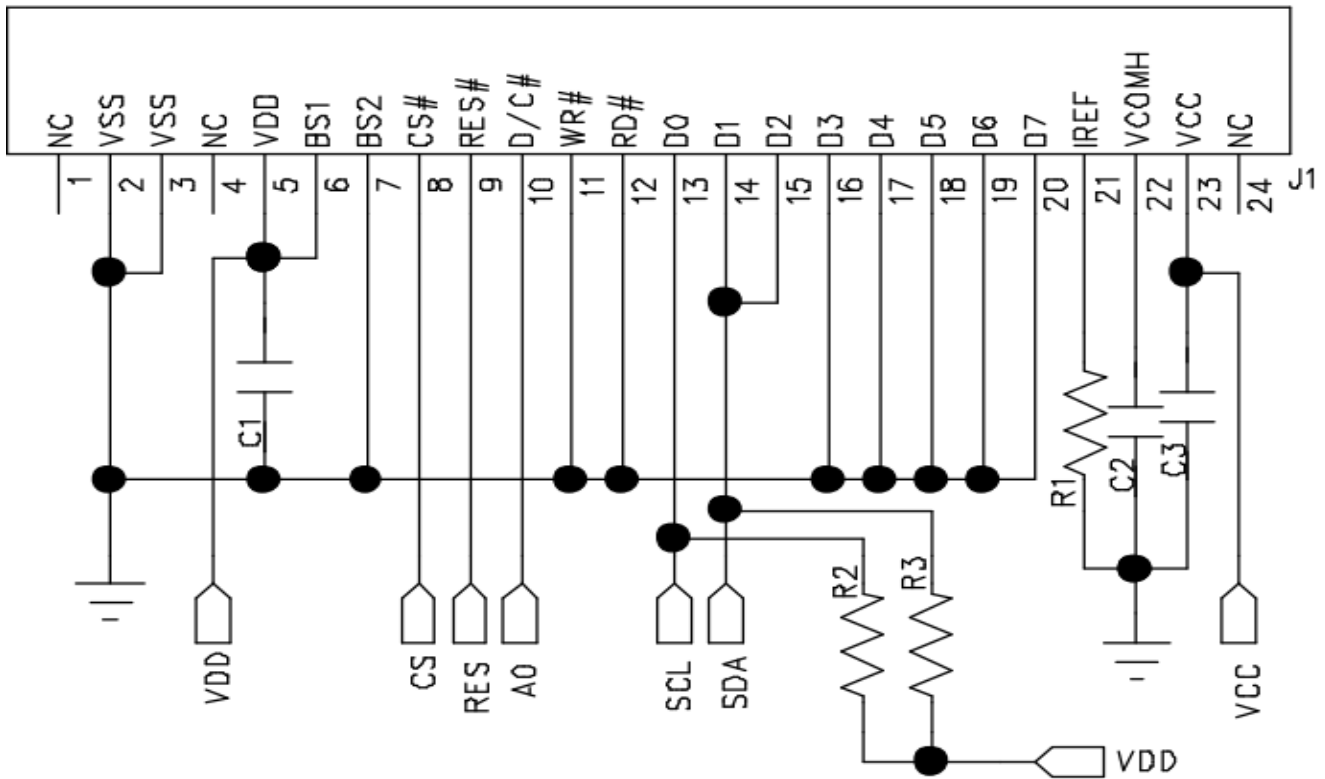 NC
VSS
VSS
NC
VDD
BS1
BS2
CS#
RES#
D/C#
WR#
RD#
D0
D1
D2
D3
D4
D5
D6
D7
IREF
VCOMH
VCC
NC
1
2
3
4
5
6
7
8
9
10
11
12
13
14
15
16
17
18
19
20
21
22
23
24
J1
C1
R1
C2
C3
R2
R3
VDD
CS
RES
A0
SCL
SDA
VCC
VDD